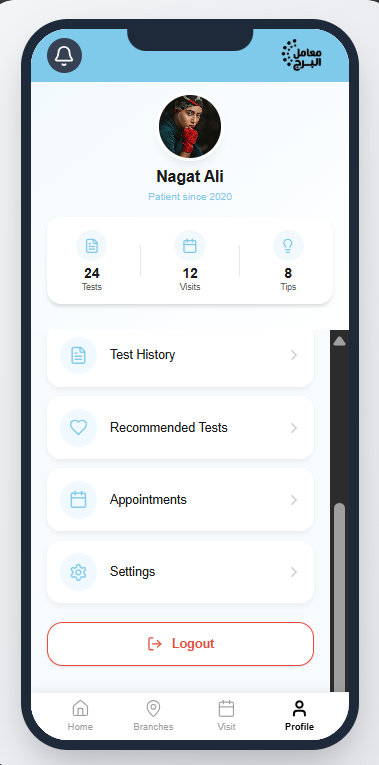 معامل
البرج
Nagat Ali
Patient since 2020
24 12 8
Tests Visits Tips
Test History
Recommended Tests
Appointments
Settings
Logout
Home Branches Visit Profile